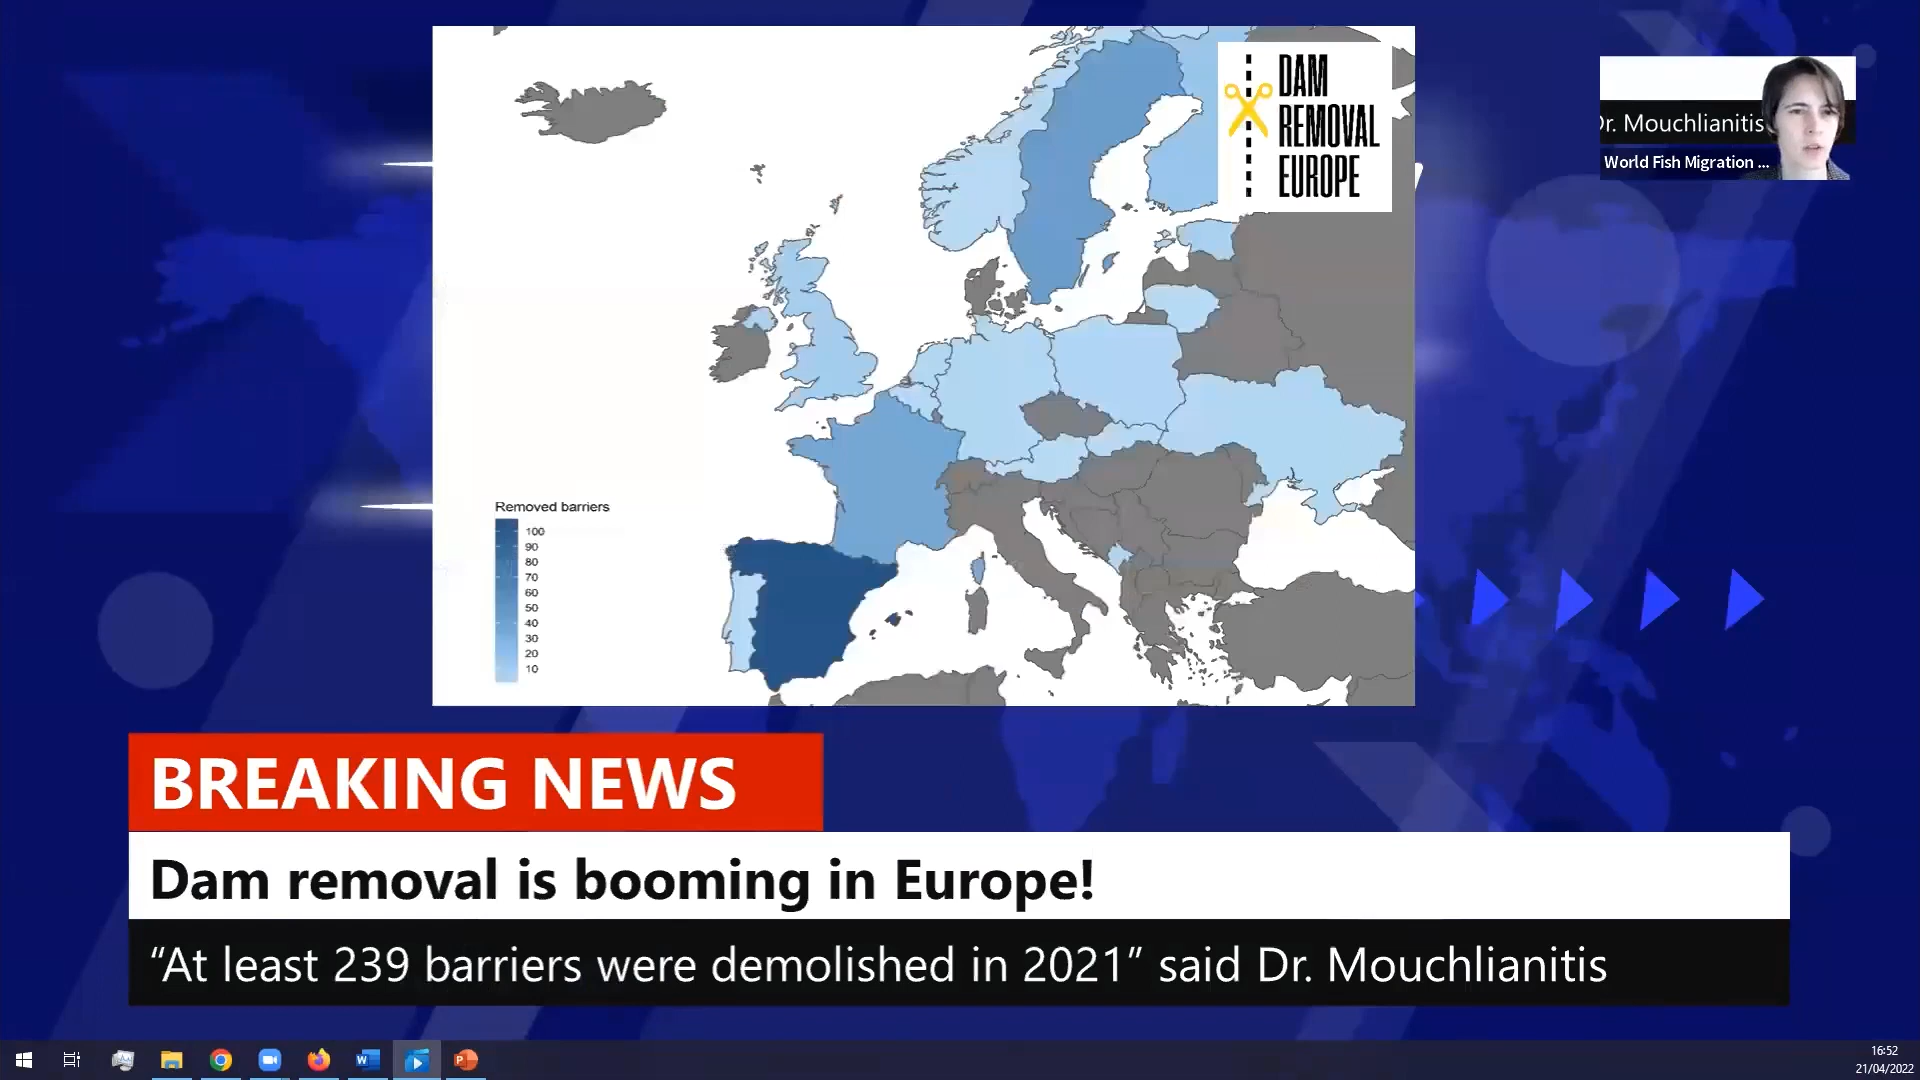 DAM
REMOVAL
EUROPE
Dr. Mouchlianitis
World Fish Migration ...
Removed barriers
100
90
80
70
60
50
40
30
20
10
BREAKING NEWS
Dam removal is booming in Europe!
“At least 239 barriers were demolished in 2021” said Dr. Mouchlianitis
16:52
21/04/2022